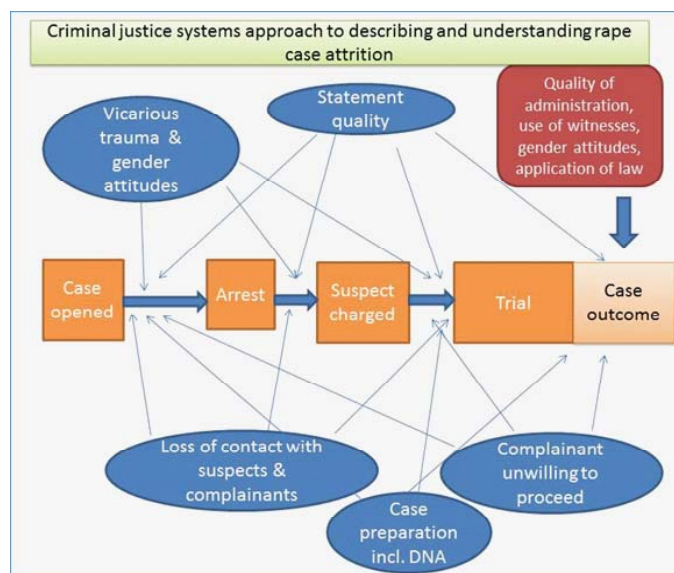 Criminal justice systems approach to describing and understanding rape
case attrition
Vicarious
trauma & 
gender
attitudes
Statement
quality
Quality of
administration,
use of witnesses,
gender attitudes,
application of law
Case
opened
Arrest
Suspect
charged
Trial
Case
outcome
Loss of contact with
suspects &
complainants
Case
preparation
incl. DNA
Complainant
unwilling to
proceed